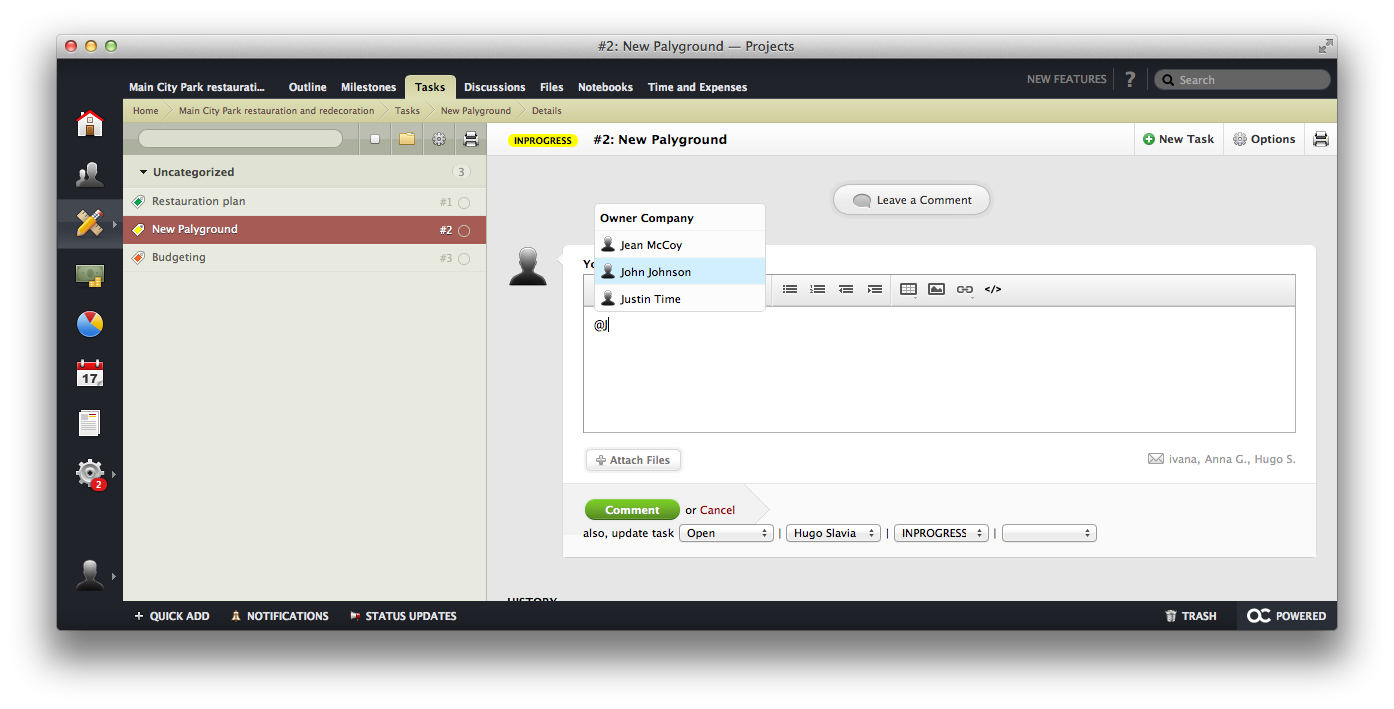 #2: New Palyground — Projects
Main City Park restaurati... Outline Milestones Tasks Discussions Files Notebooks Time and Expenses NEW FEATURES ? Search
Home Main City Park restauration and redecoration Tasks New Palyground Details
INPROGRESS #2: New Palyground New Task Options
Uncategorized 3
Restauration plan #1
New Palyground #2
Budgeting #3
Leave a Comment
Owner Company
Jean McCoy
John Johnson
Justin Time
</>
@J
Attach Files
ivana, Anna G., Hugo S.
Comment or Cancel
also, update task Open | Hugo Slavia | INPROGRESS |
HISTORY
17
2
+ QUICK ADD NOTIFICATIONS STATUS UPDATES TRASH OC POWERED